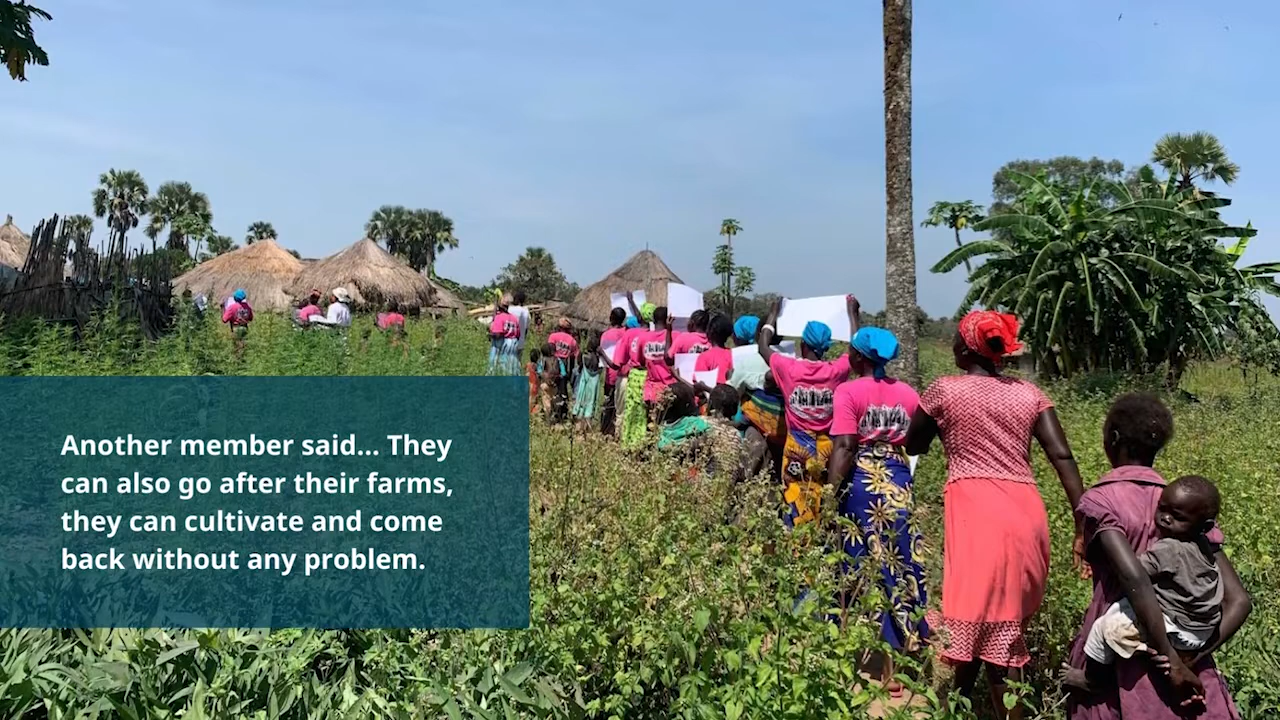 Another member said... They
can also go after their farms,
they can cultivate and come
back without any problem.